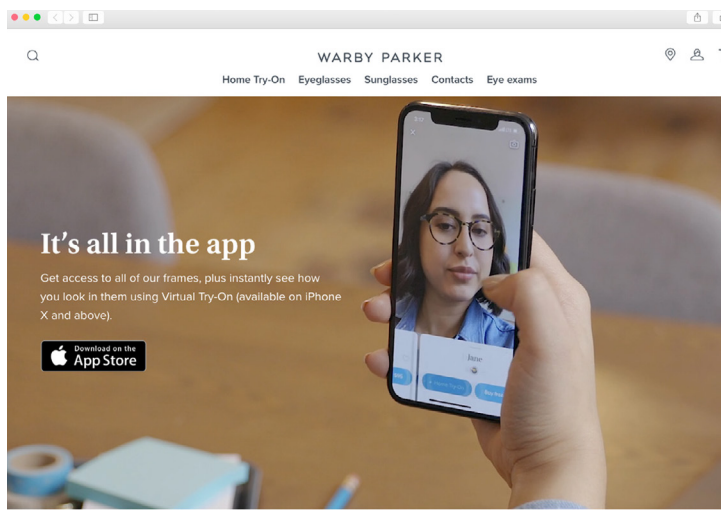 WARBY PARKER
Home Try-On Eyeglasses Sunglasses Contacts Eye exams
It's all in the app
Get access to all of our frames, plus instantly see how
you look in them using Virtual Try-On (available on iPhone
X and above).
Download on the
App Store
Jane